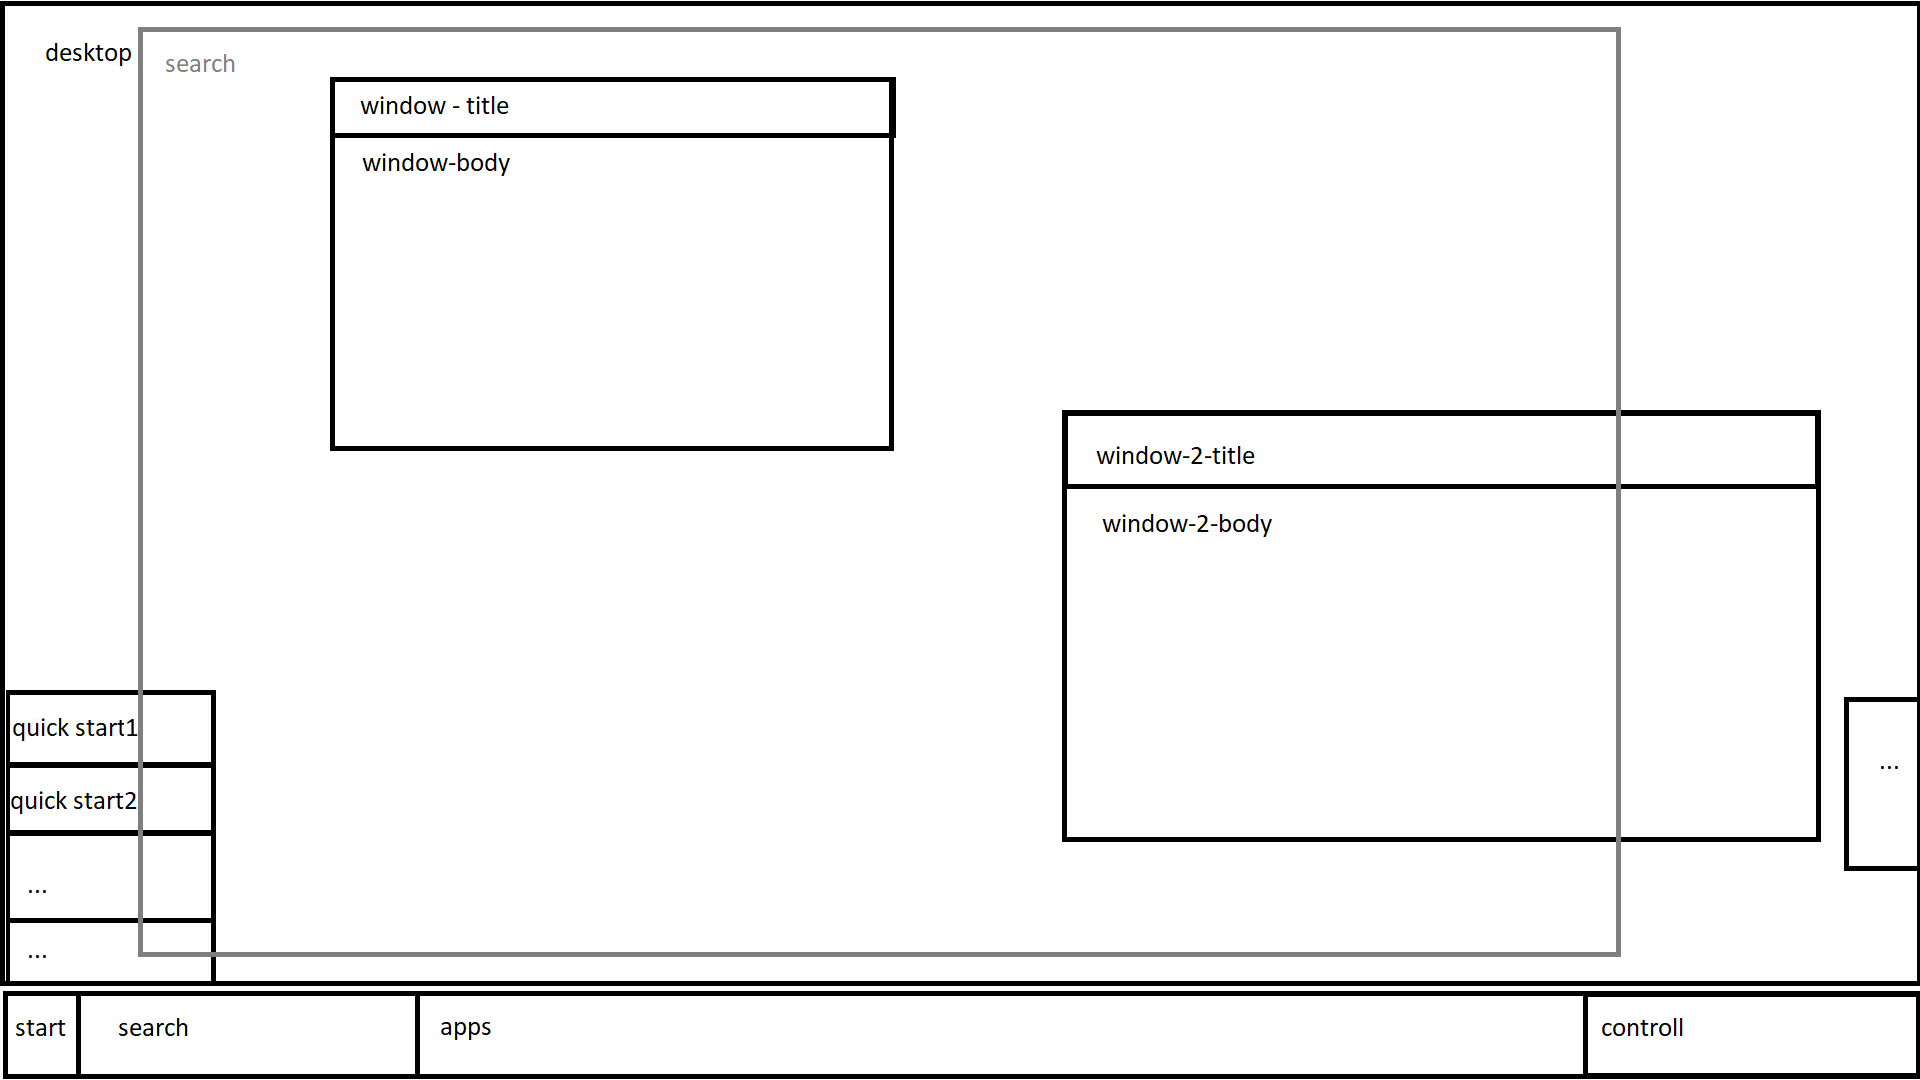 desktop
search
window - title
window-body
window-2-title
window-2-body
quick start1
quick start2
...
...
...
start
search
apps
controll